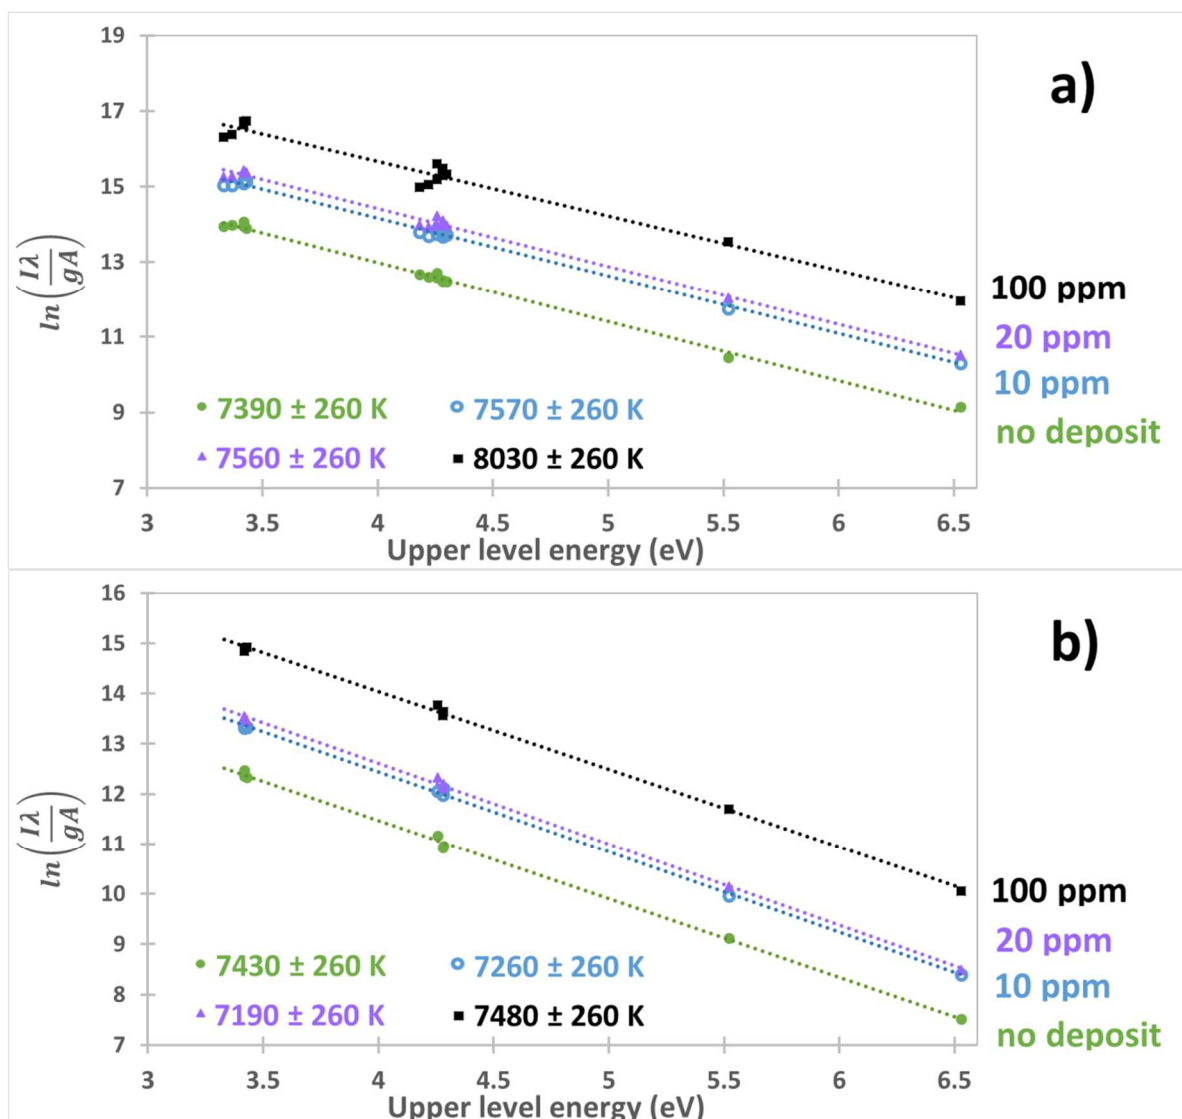 19
a)
17
15
13
11
9
7
ln(Iλ/gA)
100 ppm
20 ppm
10 ppm
no deposit
7390 ± 260 K
7570 ± 260 K
7560 ± 260 K
8030 ± 260 K
3 3.5 4 4.5 5 5.5 6 6.5
Upper level energy (eV)
16
b)
15
14
13
12
11
10
9
8
7
ln(Iλ/gA)
100 ppm
20 ppm
10 ppm
no deposit
7430 ± 260 K
7260 ± 260 K
7190 ± 260 K
7480 ± 260 K
3 3.5 4 4.5 5 5.5 6 6.5
Upper level energy (eV)